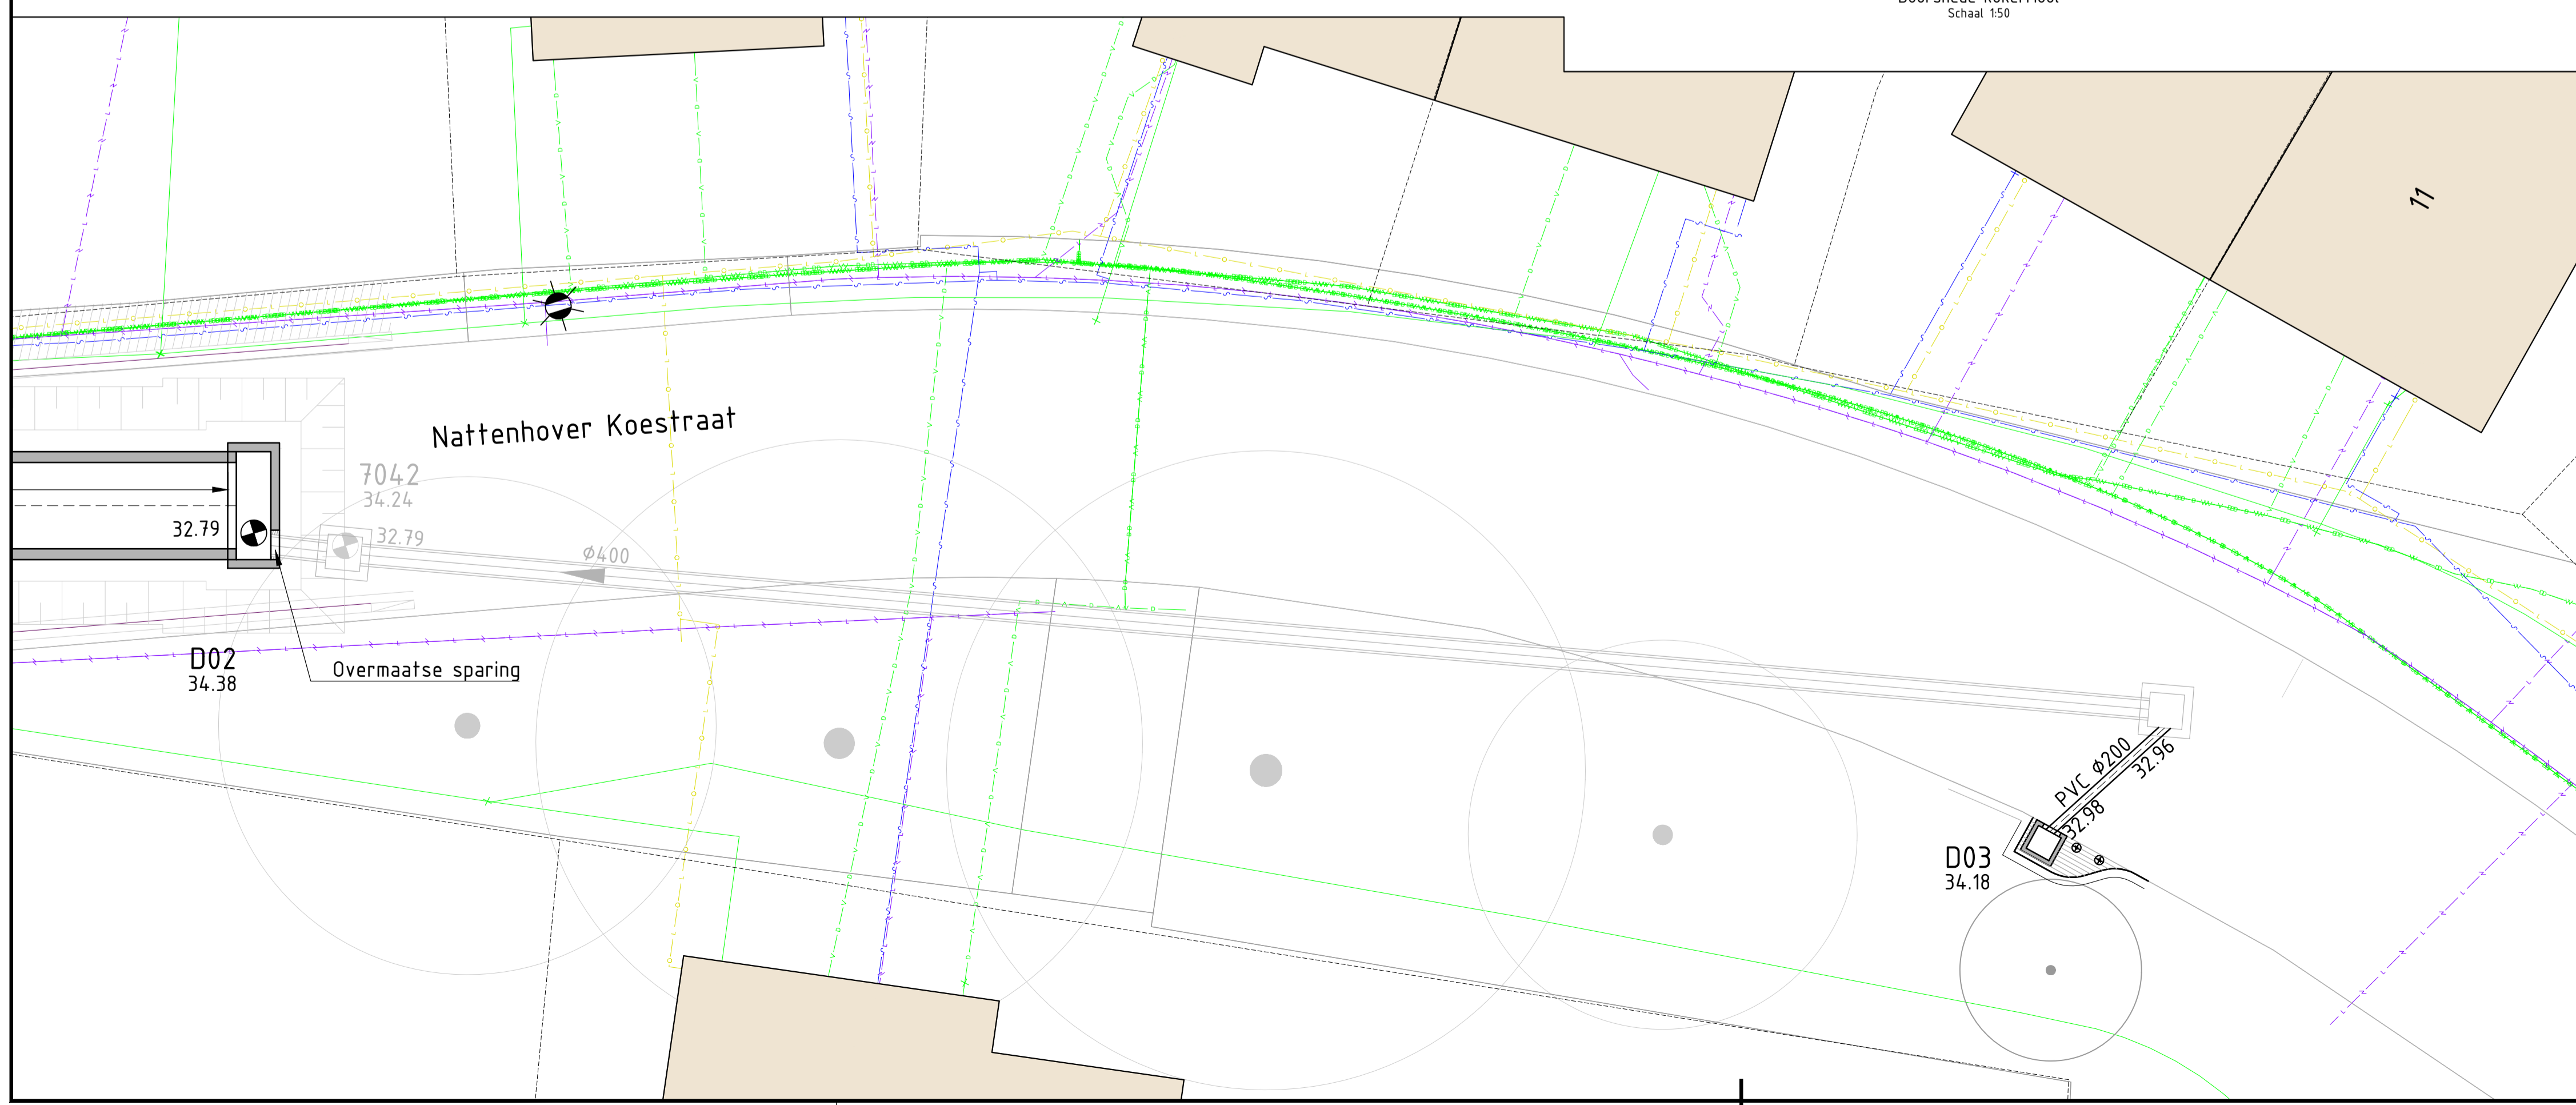 Schaal 1:50
11
Nattenhover Koestraat
7042
34.24
32.79
32.79
Ø400
D02
34.38
Overmaatse sparing
PVC Ø200
32.96
32.98
D03
34.18